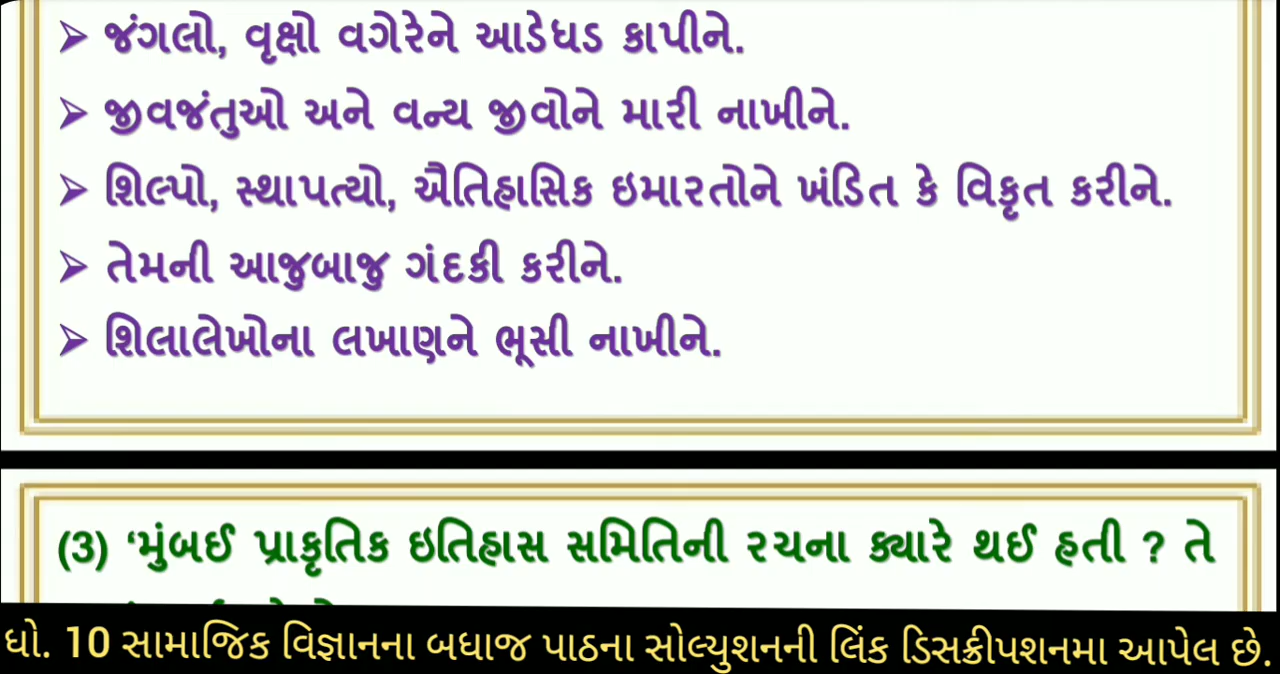 ➢ જંગલો, વૃક્ષો વગેરેને આડેધડ કાપીને.
➢ જીવજંતુઓ અને વન્ય જીવોને મારી નાખીને.
➢ શિલ્પો, સ્થાપત્યો, ઐતિહાસિક ઇમારતોને ખંડિત કે વિકૃત કરીને.
➢ તેમની આજુબાજુ ગંદકી કરીને.
➢ શિલાલેખોના લખાણને ભૂસી નાખીને.
(3) ‘મુંબઈ પ્રાકૃતિક ઇતિહાસ સમિતિની રચના ક્યારે થઈ હતી ? તે
ધો. 10 સામાજિક વિજ્ઞાનના બધાજ પાઠના સોલ્યુશનની લિંક ડિસક્રીપશનમા આપેલ છે.